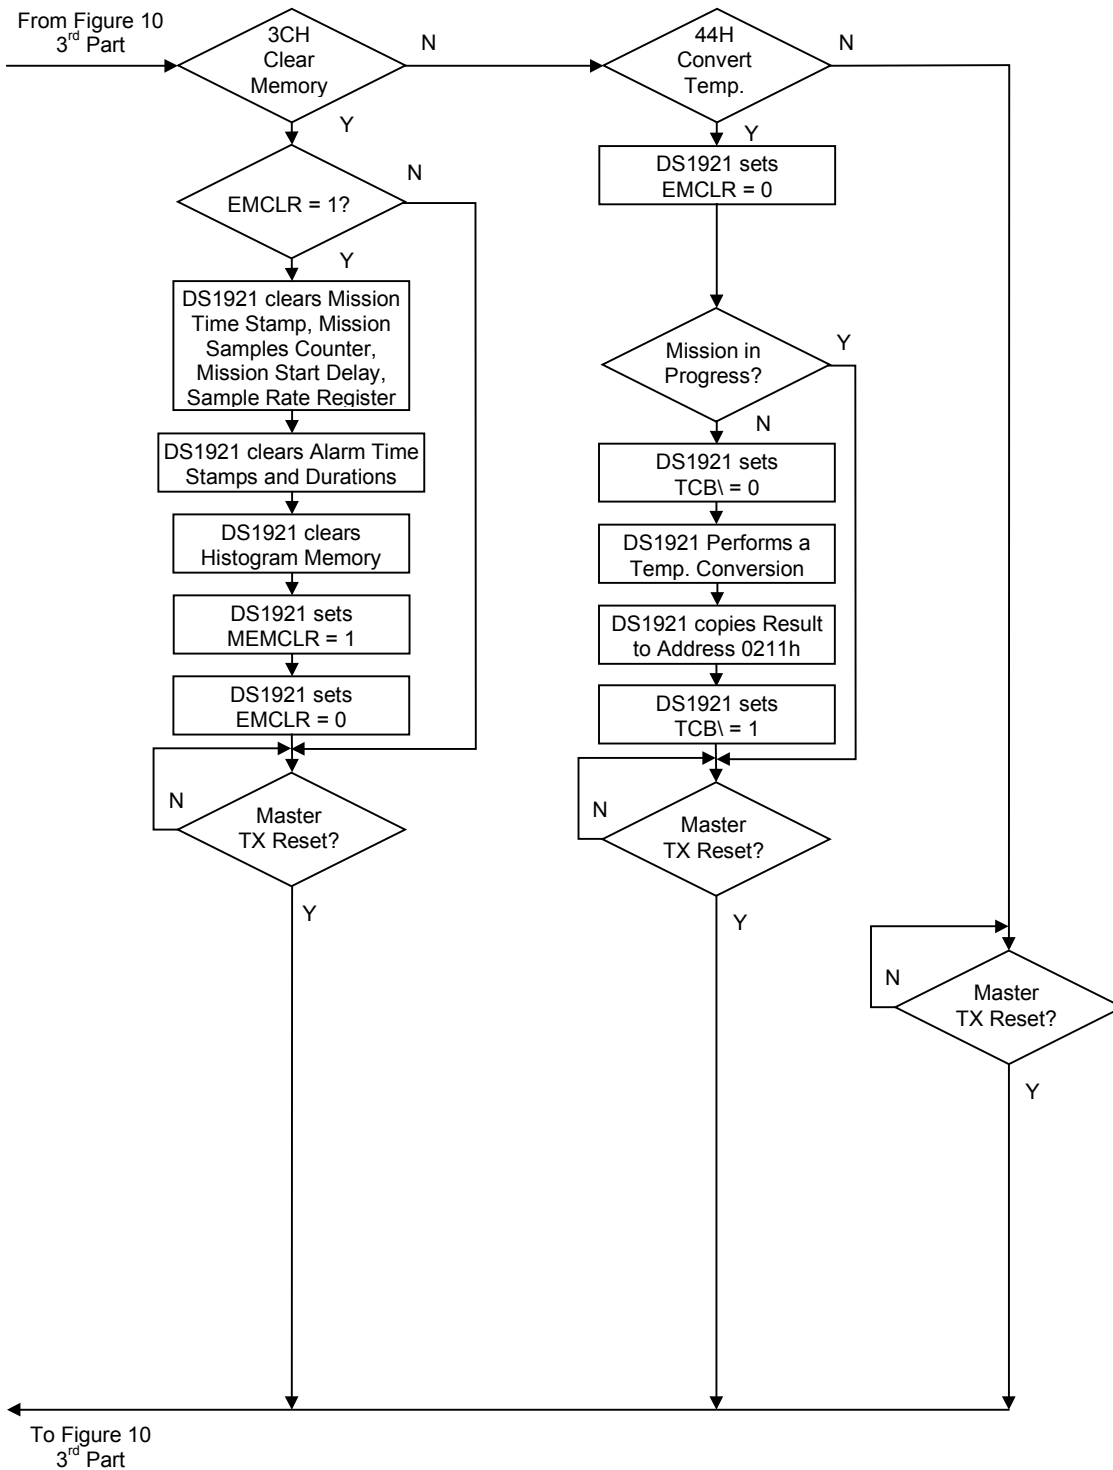 From Figure 10
3rd Part
3CH
Clear
Memory
N
Y
44H
Convert
Temp.
N
Y
EMCLR = 1?
N
Y
DS1921 sets
EMCLR = 0
DS1921 clears Mission
Time Stamp, Mission
Samples Counter,
Mission Start Delay,
Sample Rate Register
Mission in
Progress?
Y
N
DS1921 clears Alarm Time
Stamps and Durations
DS1921 sets
TCB\ = 0
DS1921 clears
Histogram Memory
DS1921 Performs a
Temp. Conversion
DS1921 sets
MEMCLR = 1
DS1921 copies Result
to Address 0211h
DS1921 sets
EMCLR = 0
DS1921 sets
TCB\ = 1
N
Master
TX Reset?
Y
N
Master
TX Reset?
Y
N
Master
TX Reset?
Y
To Figure 10
3rd Part